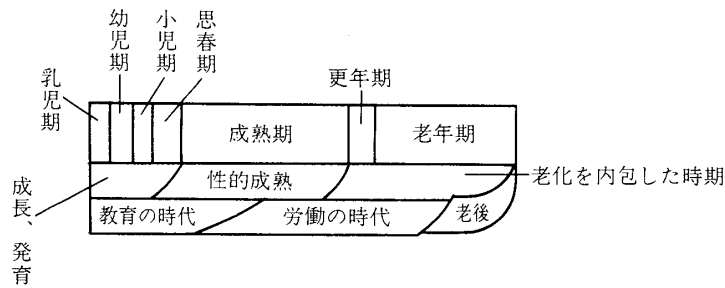 乳児期
幼児期
小児期
思春期
成熟期
更年期
老年期
成長、発育
性的成熟
老化を内包した時期
教育の時代
労働の時代
老後